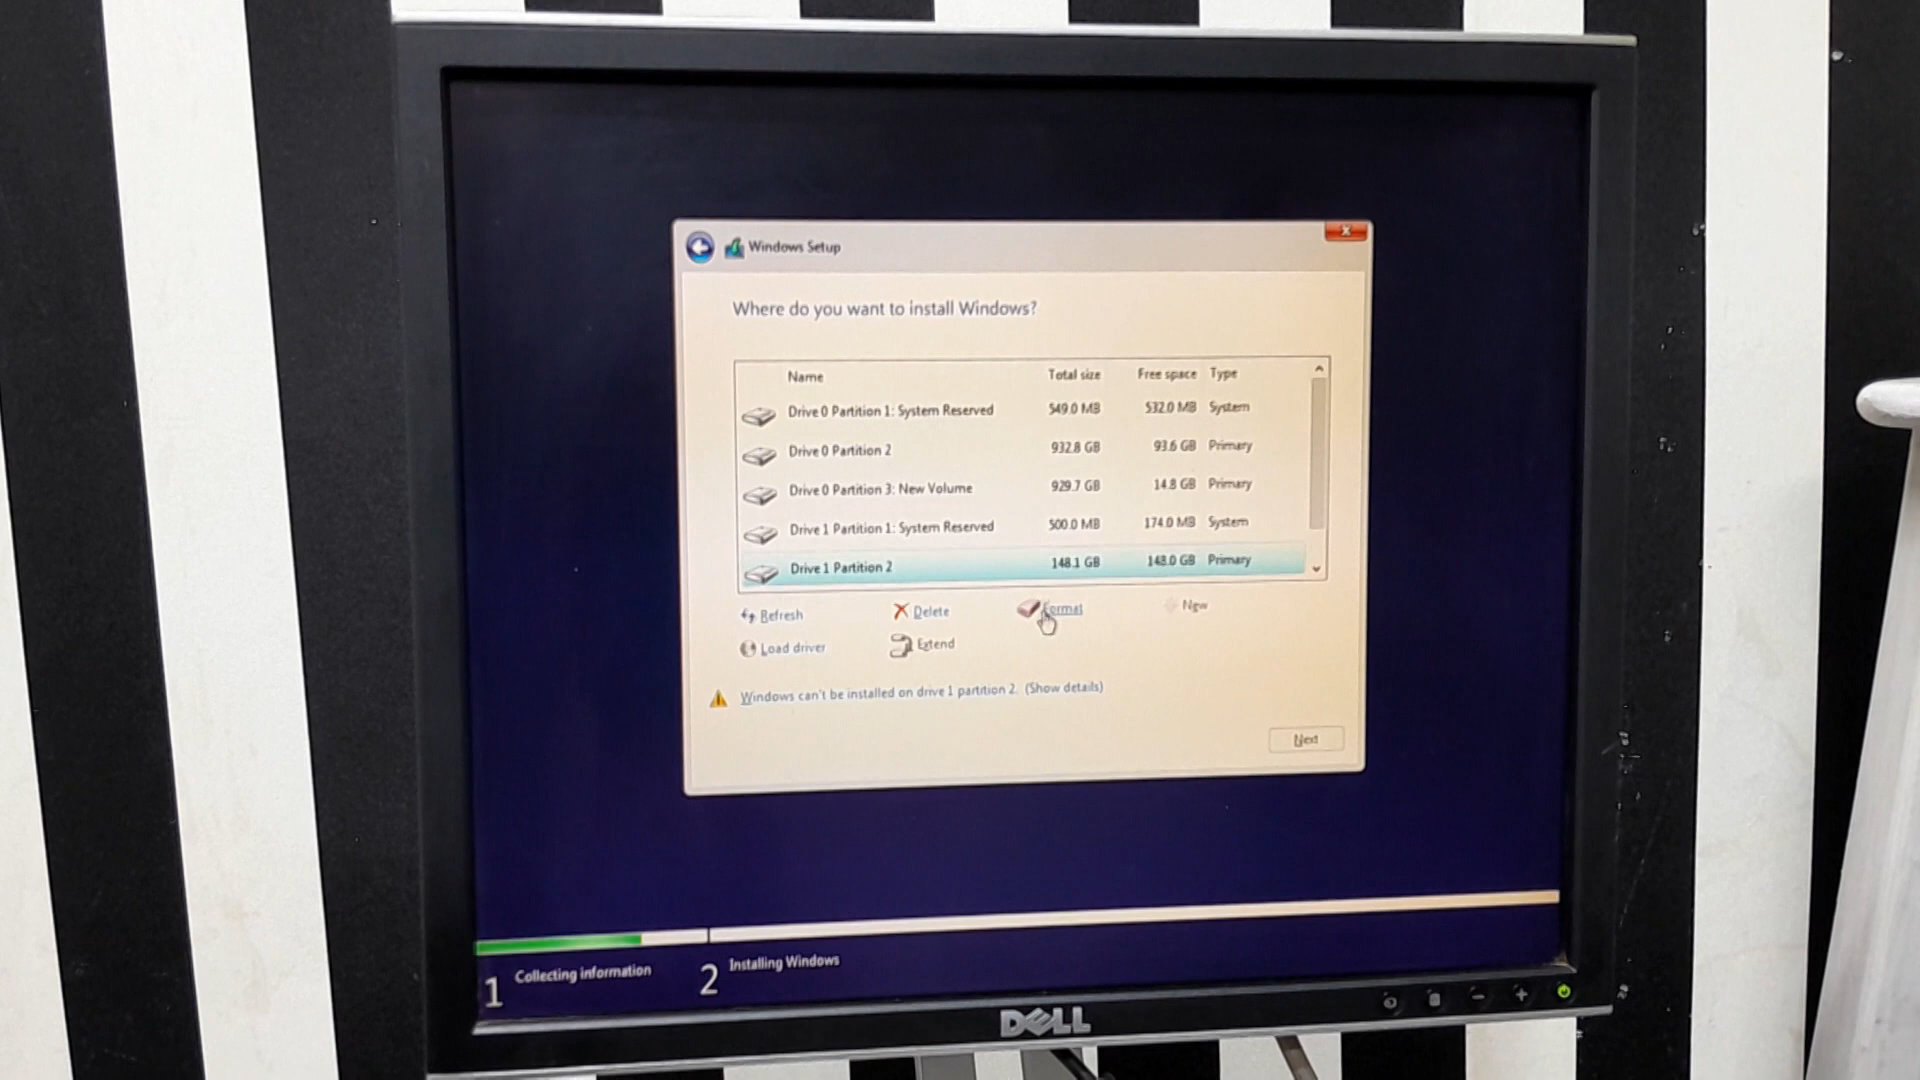 Windows Setup
Where do you want to install Windows?
Name Total size Free space Type
Drive 0 Partition 1: System Reserved 549.0 MB 532.0 MB System
Drive 0 Partition 2 932.8 GB 93.6 GB Primary
Drive 0 Partition 3: New Volume 929.7 GB 14.8 GB Primary
Drive 1 Partition 1: System Reserved 500.0 MB 174.0 MB System
Drive 1 Partition 2 148.1 GB 148.0 GB Primary
Refresh Delete Format New
Load driver Extend
Windows can't be installed on drive 1 partition 2. (Show details)
Next
1 Collecting information 2 Installing Windows
DELL